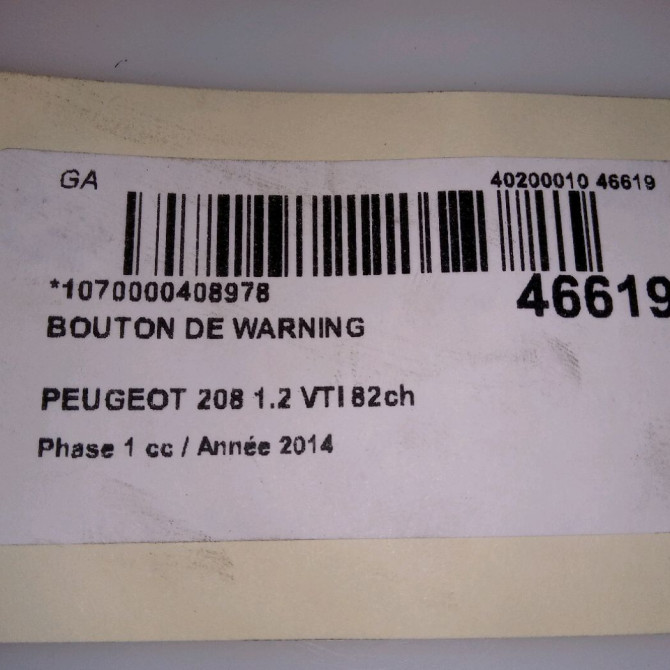 GA 40200010 46619
*1070000408978 46619
BOUTON DE WARNING
PEUGEOT 208 1.2 VTI 82ch
Phase 1 cc / Année 2014